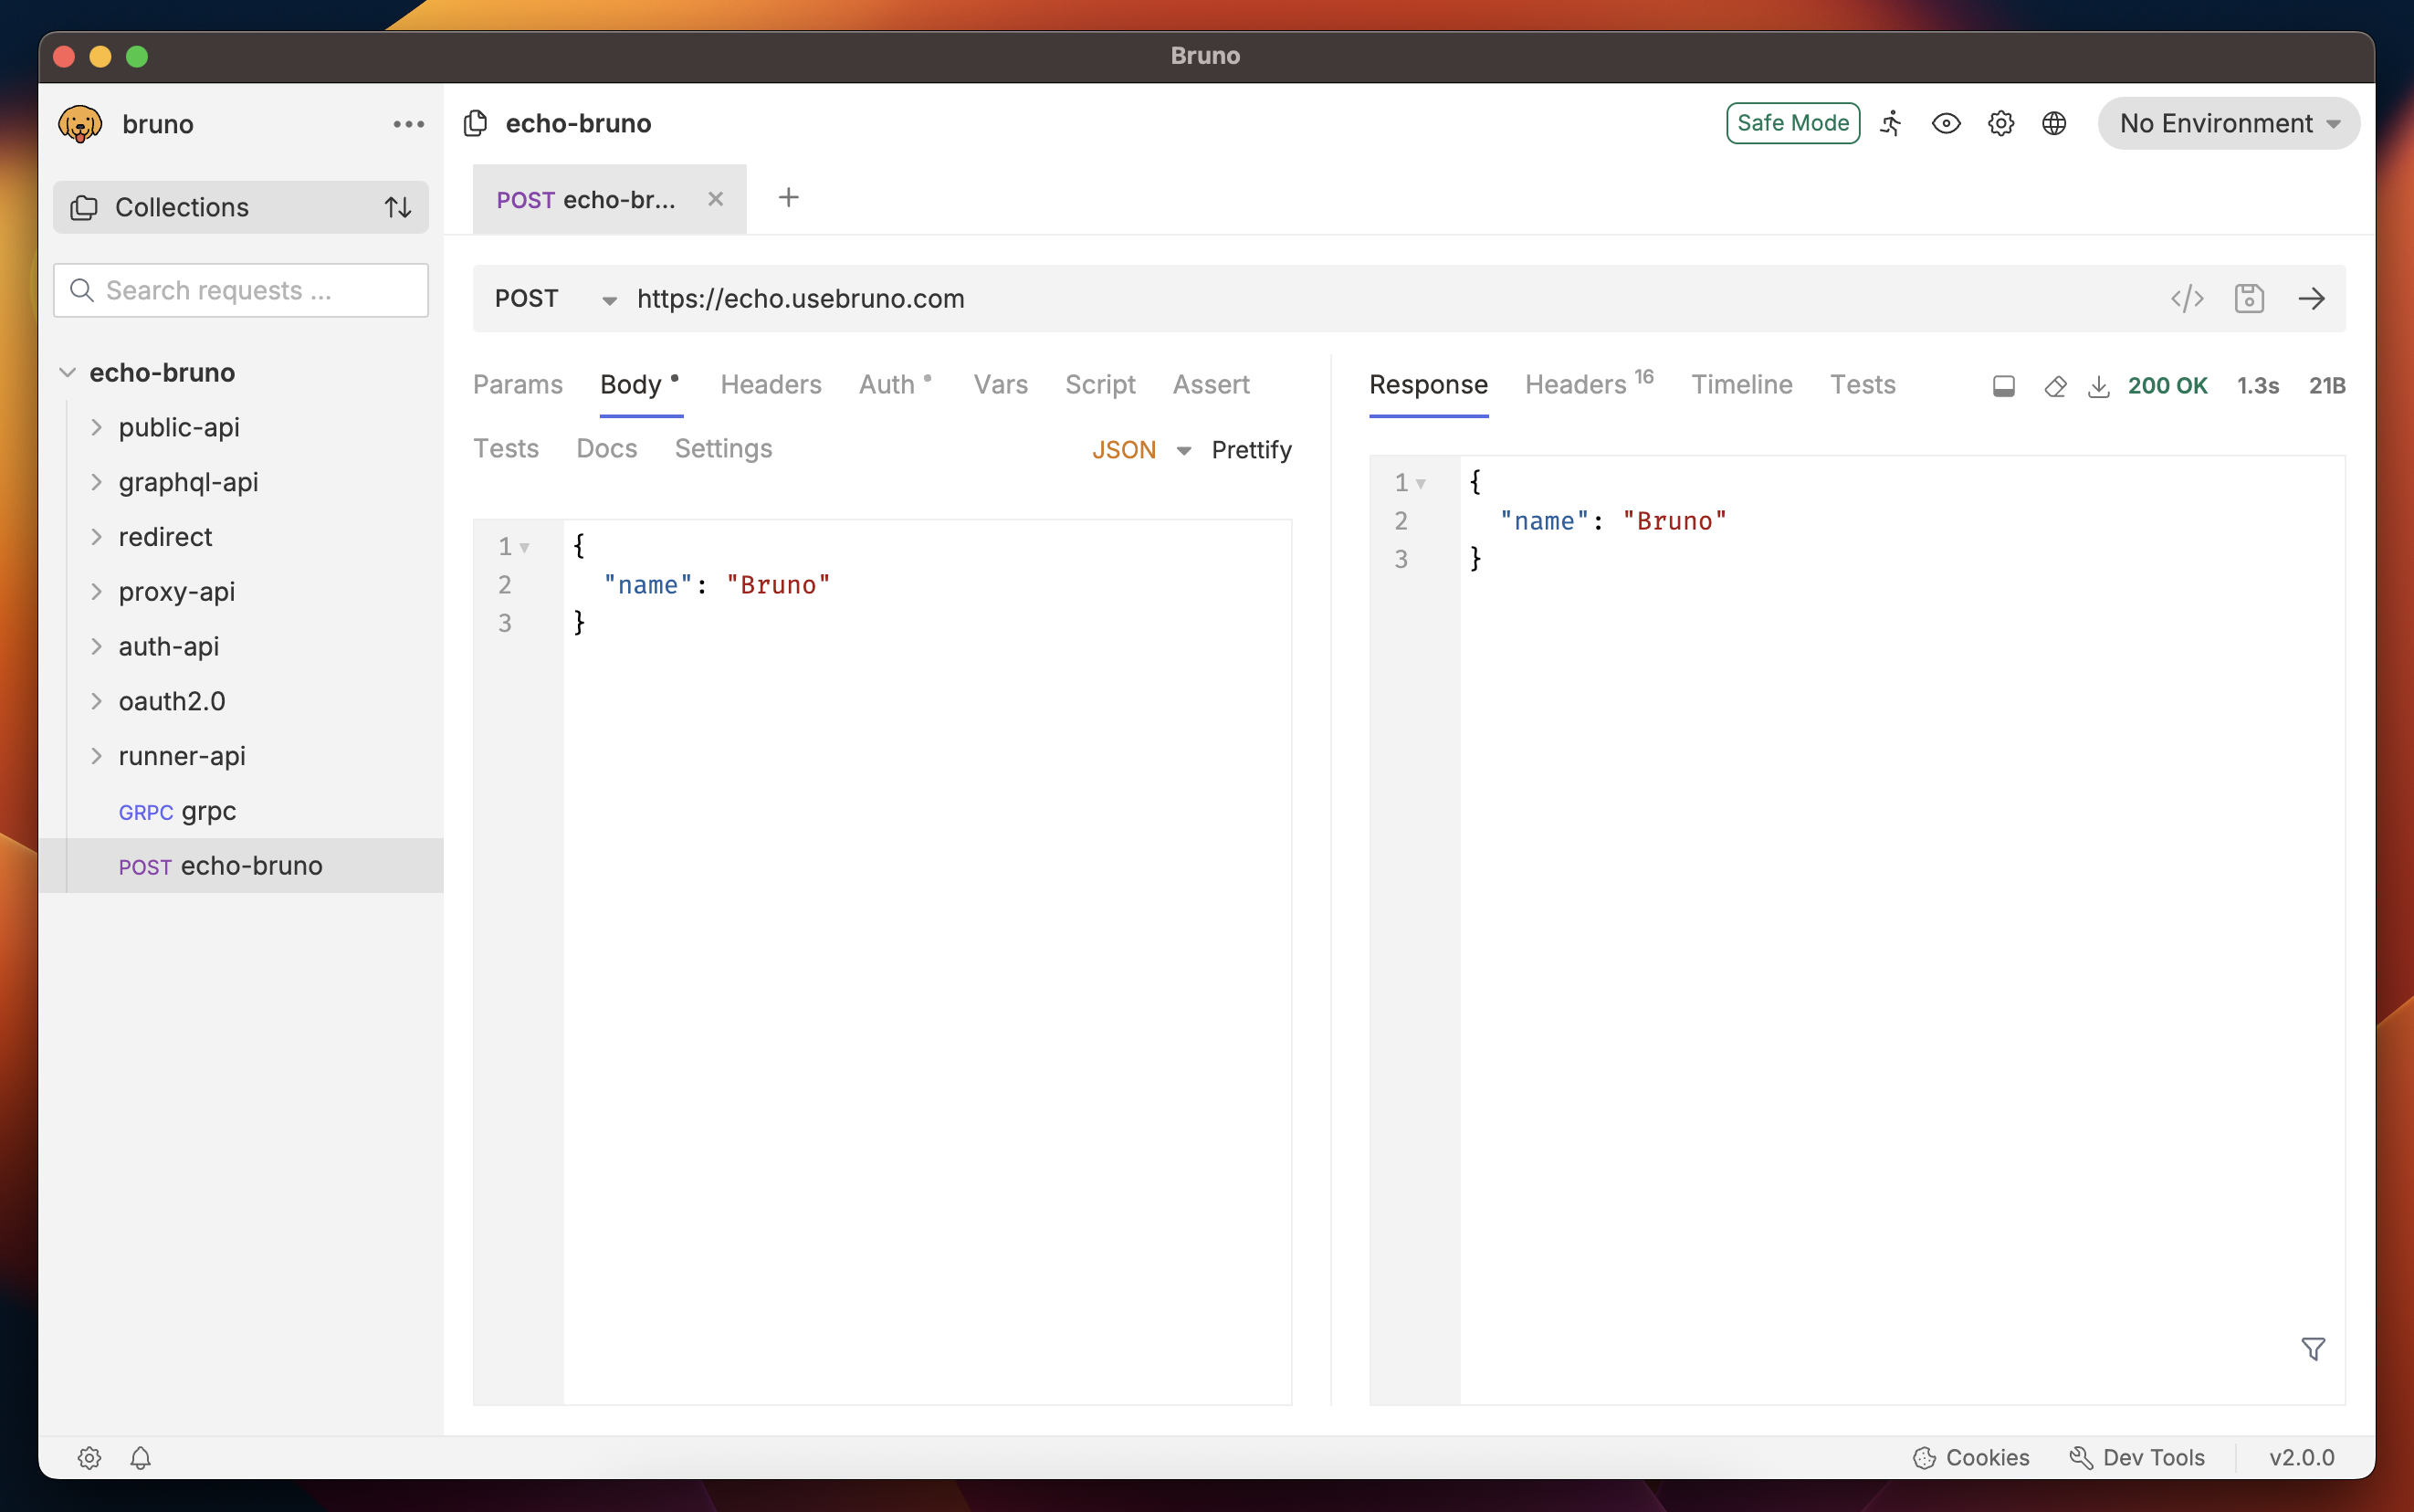 Bruno
bruno
Collections
Search requests ...
echo-bruno
public-api
graphql-api
redirect
proxy-api
auth-api
oauth2.0
runner-api
GRPC grpc
POST echo-bruno
echo-bruno
Safe Mode
No Environment
POST echo-br...
POST https://echo.usebruno.com
Params Body Headers Auth Vars Script Assert
Tests Docs Settings JSON Prettify
1 {
2 "name": "Bruno"
3 }
Response Headers 16 Timeline Tests 200 OK 1.3s 21B
1 {
2 "name": "Bruno"
3 }
Cookies Dev Tools v2.0.0